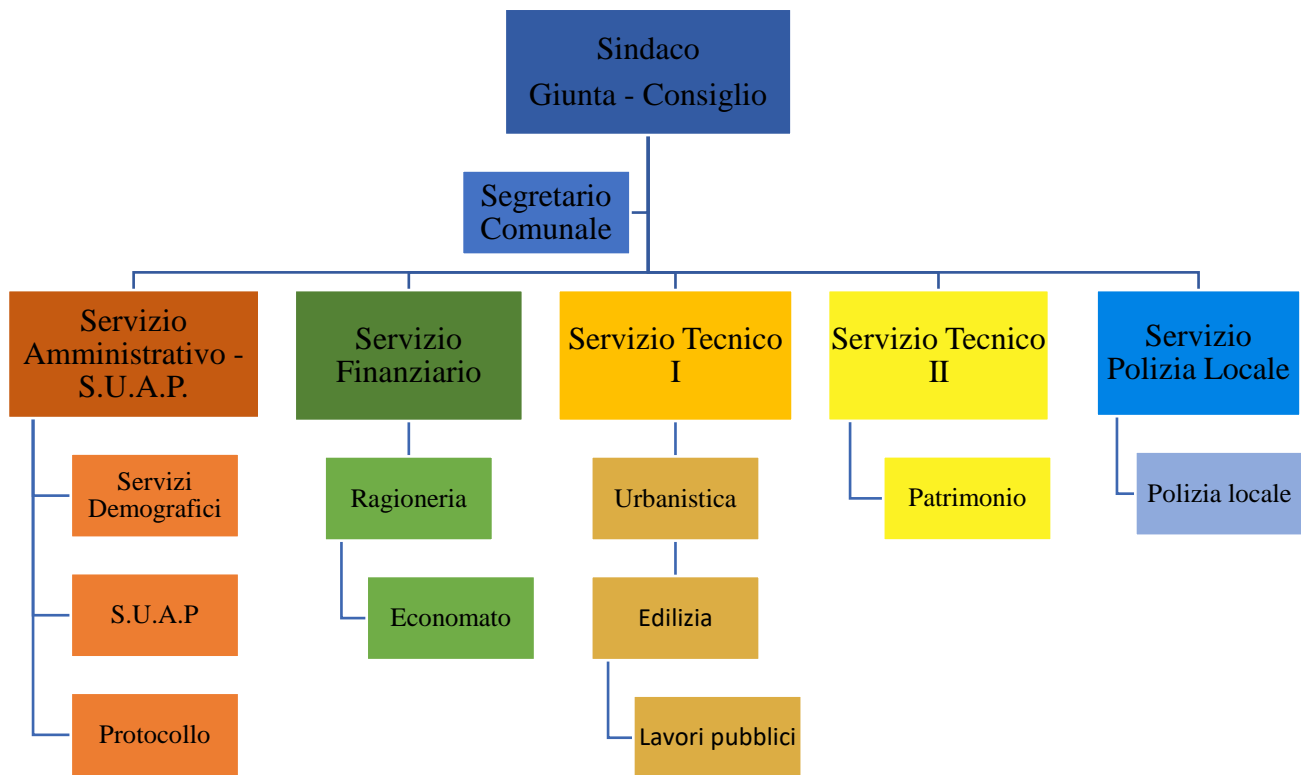 Sindaco
Giunta - Consiglio
Segretario
Comunale
Servizio
Amministrativo -
S.U.A.P.
Servizio
Finanziario
Servizio Tecnico
I
Servizio Tecnico
II
Servizio
Polizia Locale
Servizi
Demografici
Ragioneria
Urbanistica
Patrimonio
Polizia locale
S.U.A.P
Economato
Edilizia
Protocollo
Lavori pubblici